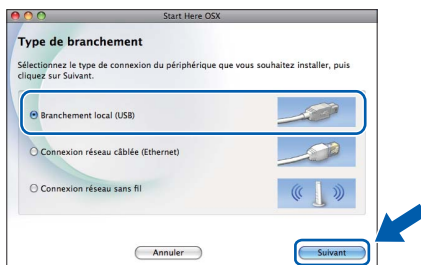 Start Here OSX
Type de branchement
Sélectionnez le type de connexion du périphérique que vous souhaitez installer, puis
cliquez sur Suivant.
Branchement local (USB)
Connexion réseau câblée (Ethernet)
Connexion réseau sans fil
Annuler
Suivant